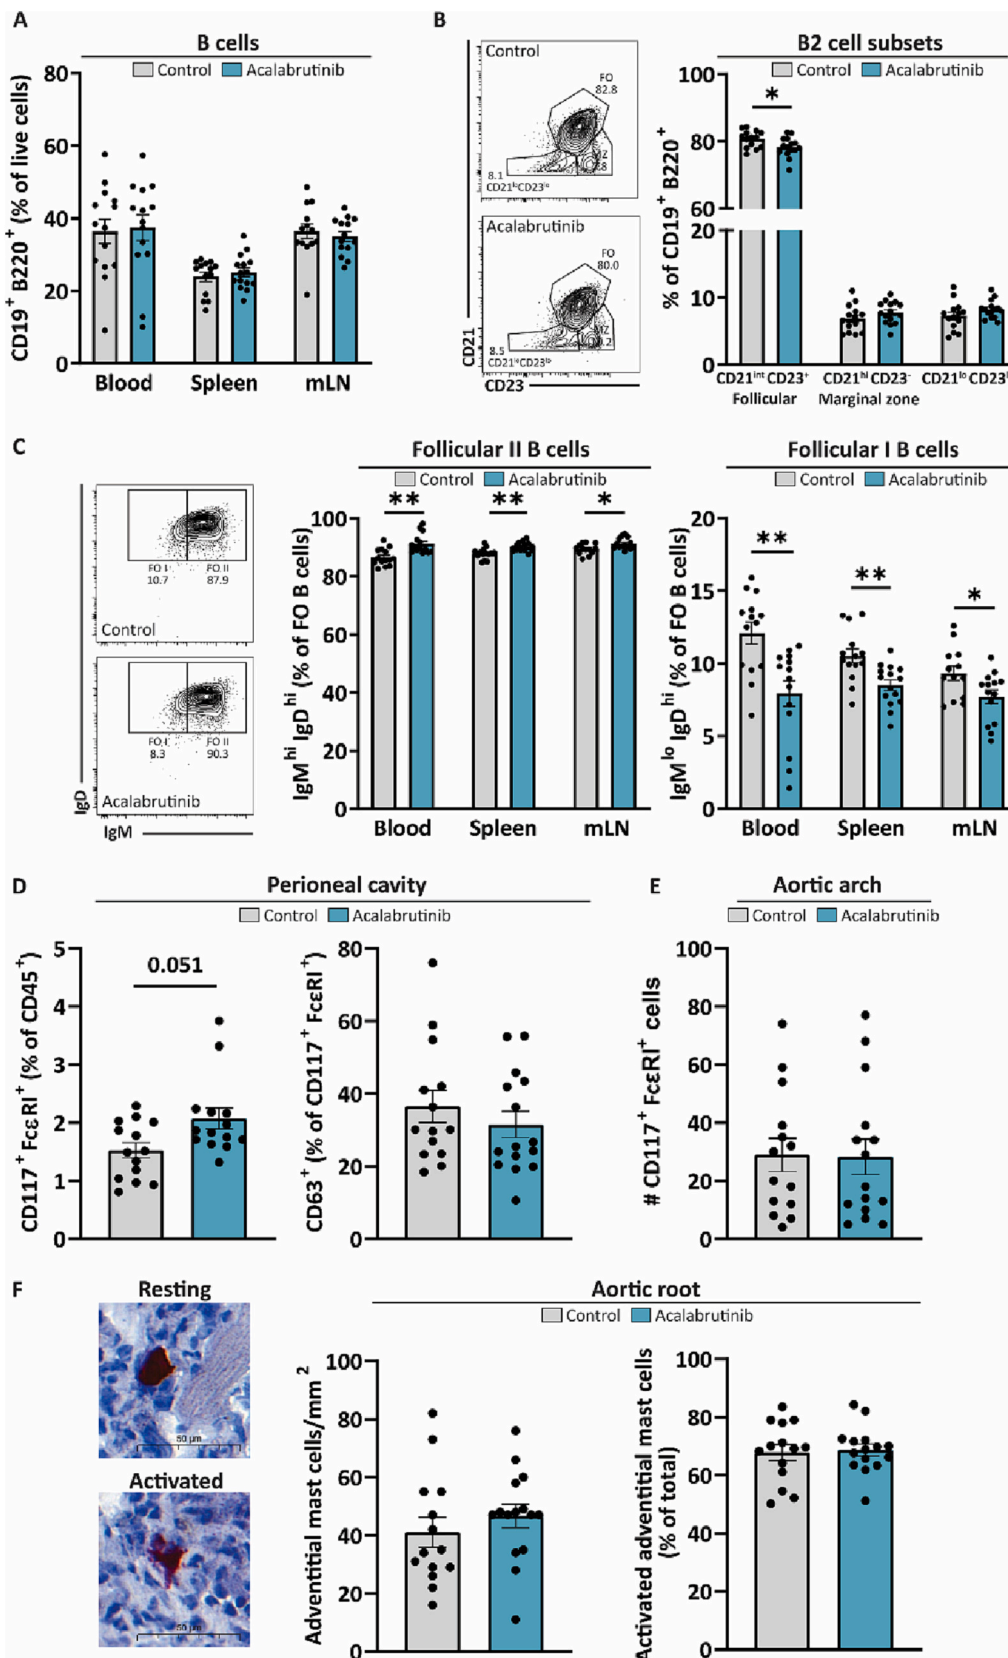 A
B cells
Control Acalabrutinib
CD19+ B220+ (% of live cells)
80
60
40
20
0
Blood Spleen mLN
B
Control
FO
82.8
MZ
8.1
CD21loCD23lo
Acalabrutinib
FO
80.0
MZ
8.5
CD21loCD23lo
CD21
CD23
B2 cell subsets
Control Acalabrutinib
% of CD19+ B220+
100
80
60
20
10
0
*
CD21int CD23+ CD21hi CD23- CD21lo CD23
Follicular Marginal zone
C
FO I FO II
10.7 87.9
Control
FO I FO II
8.3 90.3
Acalabrutinib
IgD
IgM
Follicular II B cells
Control Acalabrutinib
** ** *
IgMhi IgDhi (% of FO B cells)
100
80
60
40
20
0
Blood Spleen mLN
Follicular I B cells
Control Acalabrutinib
** ** *
IgMlo IgDhi (% of FO B cells)
20
15
10
5
0
Blood Spleen mLN
D
Perioneal cavity
Control Acalabrutinib
CD117+ FcεRI+ (% of CD45+)
5
4
3
2
1
0
0.051
CD63+ (% of CD117+ FcεRI+)
80
60
40
20
0
E
Aortic arch
Control Acalabrutinib
# CD117+ FcεRI+ cells
100
80
60
40
20
0
F
Resting
50 μm
Activated
50 μm
Aortic root
Control Acalabrutinib
Adventitial mast cells/mm2
100
80
60
40
20
0
Activated adventitial mast cells
(% of total)
100
80
60
40
20
0